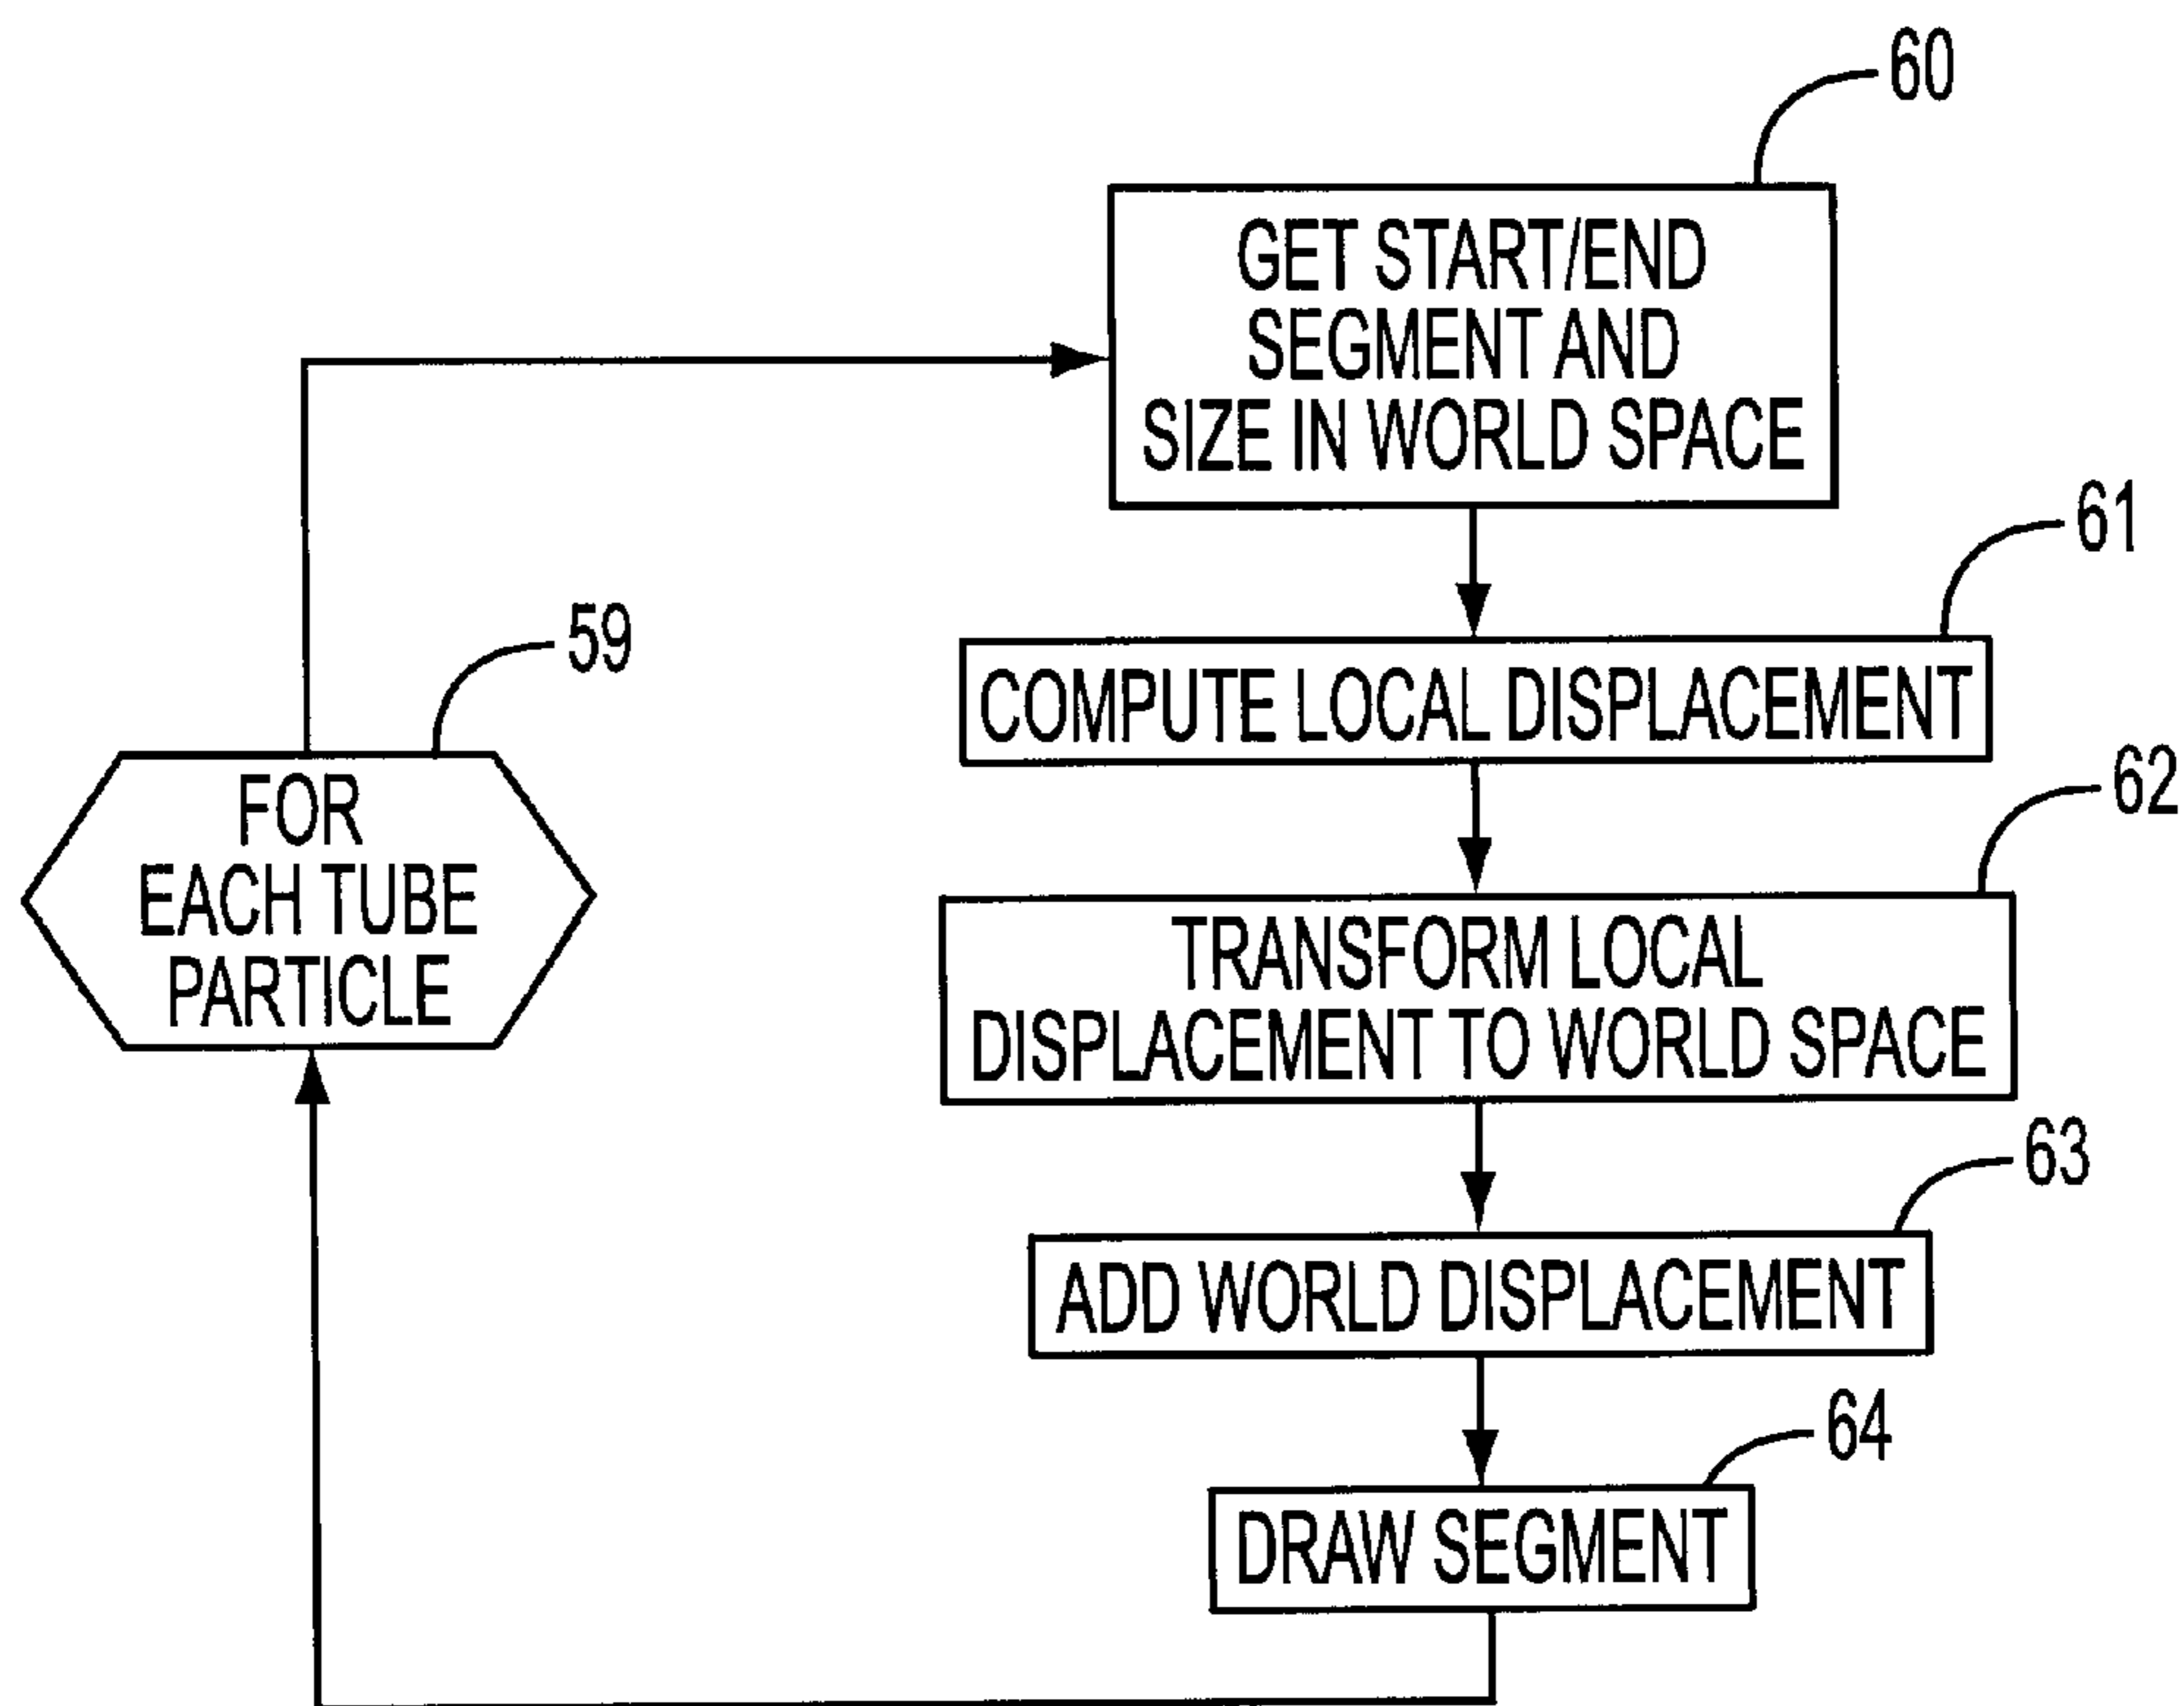 60
GET START/END
SEGMENT AND
SIZE IN WORLD SPACE
61
COMPUTE LOCAL DISPLACEMENT
59
FOR
EACH TUBE
PARTICLE
62
TRANSFORM LOCAL
DISPLACEMENT TO WORLD SPACE
63
ADD WORLD DISPLACEMENT
64
DRAW SEGMENT